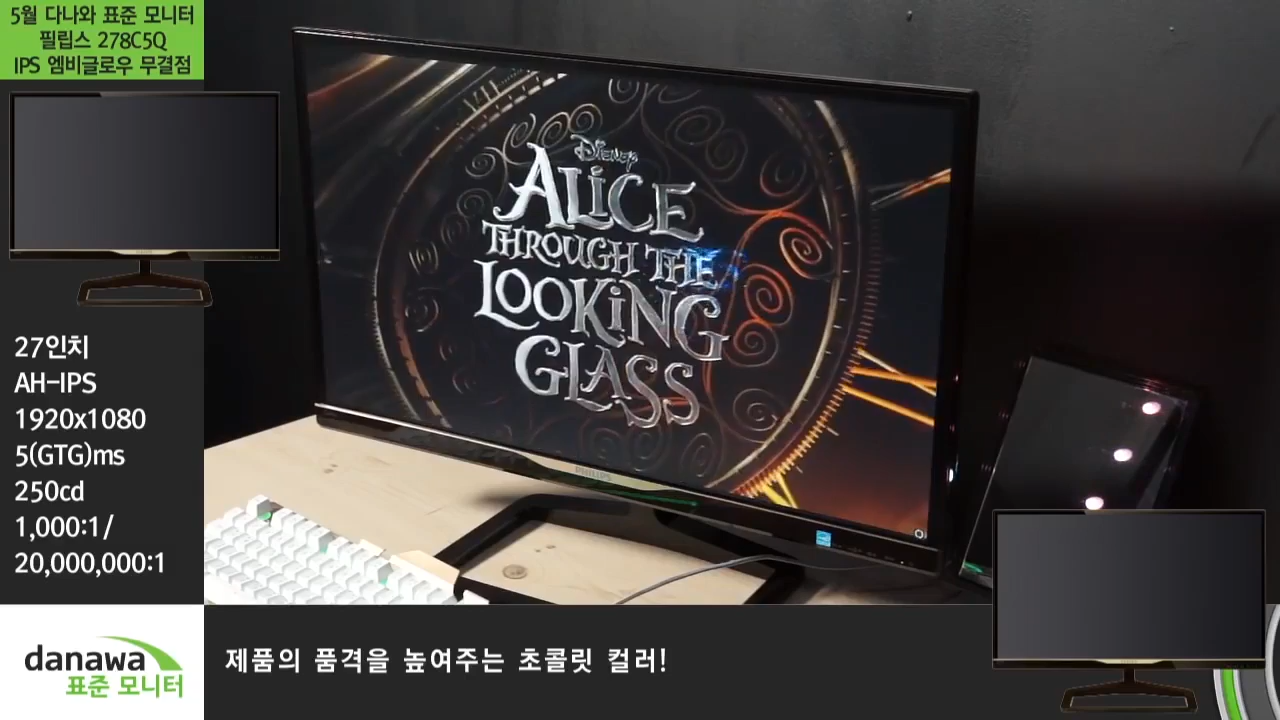 5월 다나와 표준 모니터
필립스 278C5Q
IPS 엠비글로우 무결점
27인치
AH-IPS
1920x1080
5(GTG)ms
250cd
1,000:1/
20,000,000:1
Disney
ALiCE
THROUGH THE
LOOKiNG
GLASS
PHILIPS
danawa
표준 모니터
제품의 품격을 높여주는 초콜릿 컬러!